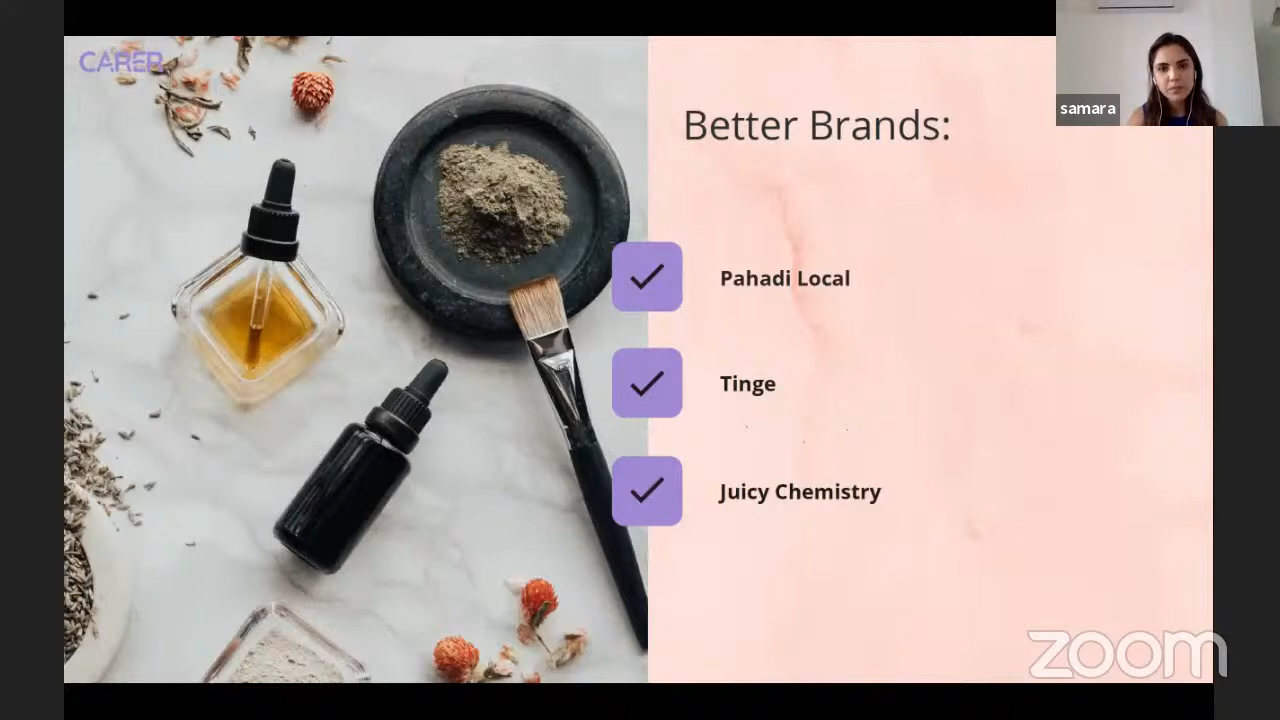 CARER
Better Brands:
samara
Pahadi Local
Tinge
Juicy Chemistry
zoom